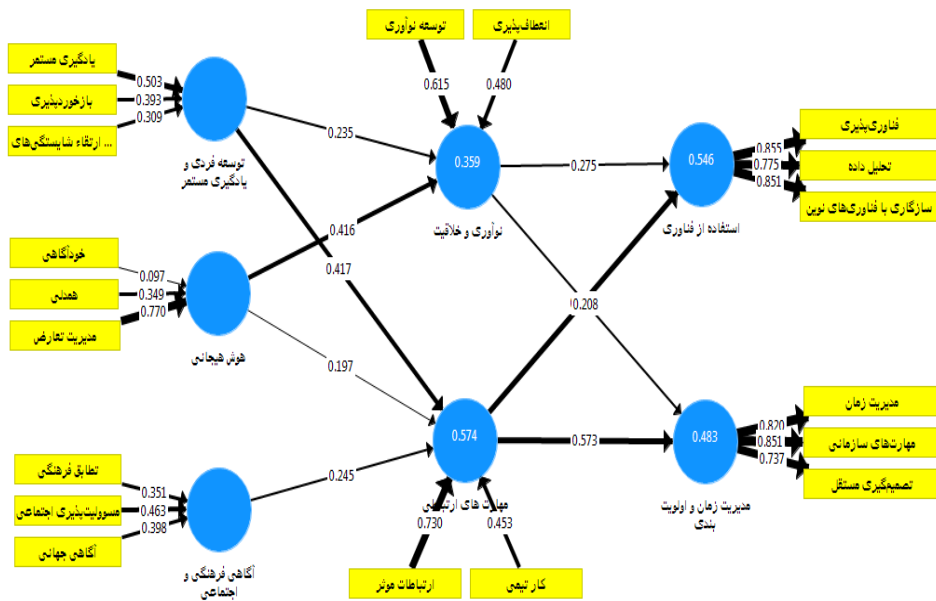 توسعه نوآوری
انعطاف‌پذیری
0.615
0.480
یادگیری مستمر
بازخوردپذیری
ارتقاء شایستگی‌های ...
0.503
0.393
0.309
توسعه فردی و
یادگیری مستمر
0.235
0.417
خودآگاهی
همدلی
مدیریت تعارض
0.097
0.349
0.770
هوش هیجانی
0.416
0.197
تطابق فرهنگی
مسوولیت‌پذیری اجتماعی
آگاهی جهانی
0.351
0.463
0.398
آگاهی فرهنگی و
اجتماعی
0.245
0.359
نوآوری و خلاقیت
0.275
0.208
0.574
مهارت های ارتباطی
0.730
0.453
ارتباطات موثر
کار تیمی
0.573
0.546
استفاده از فناوری
0.855
0.775
0.851
فناوری‌پذیری
تحلیل داده
سازگاری با فناوری‌های نوین
0.483
مدیریت زمان و اولویت
بندی
0.820
0.851
0.737
مدیریت زمان
مهارت‌های سازمانی
تصمیم‌گیری مستقل